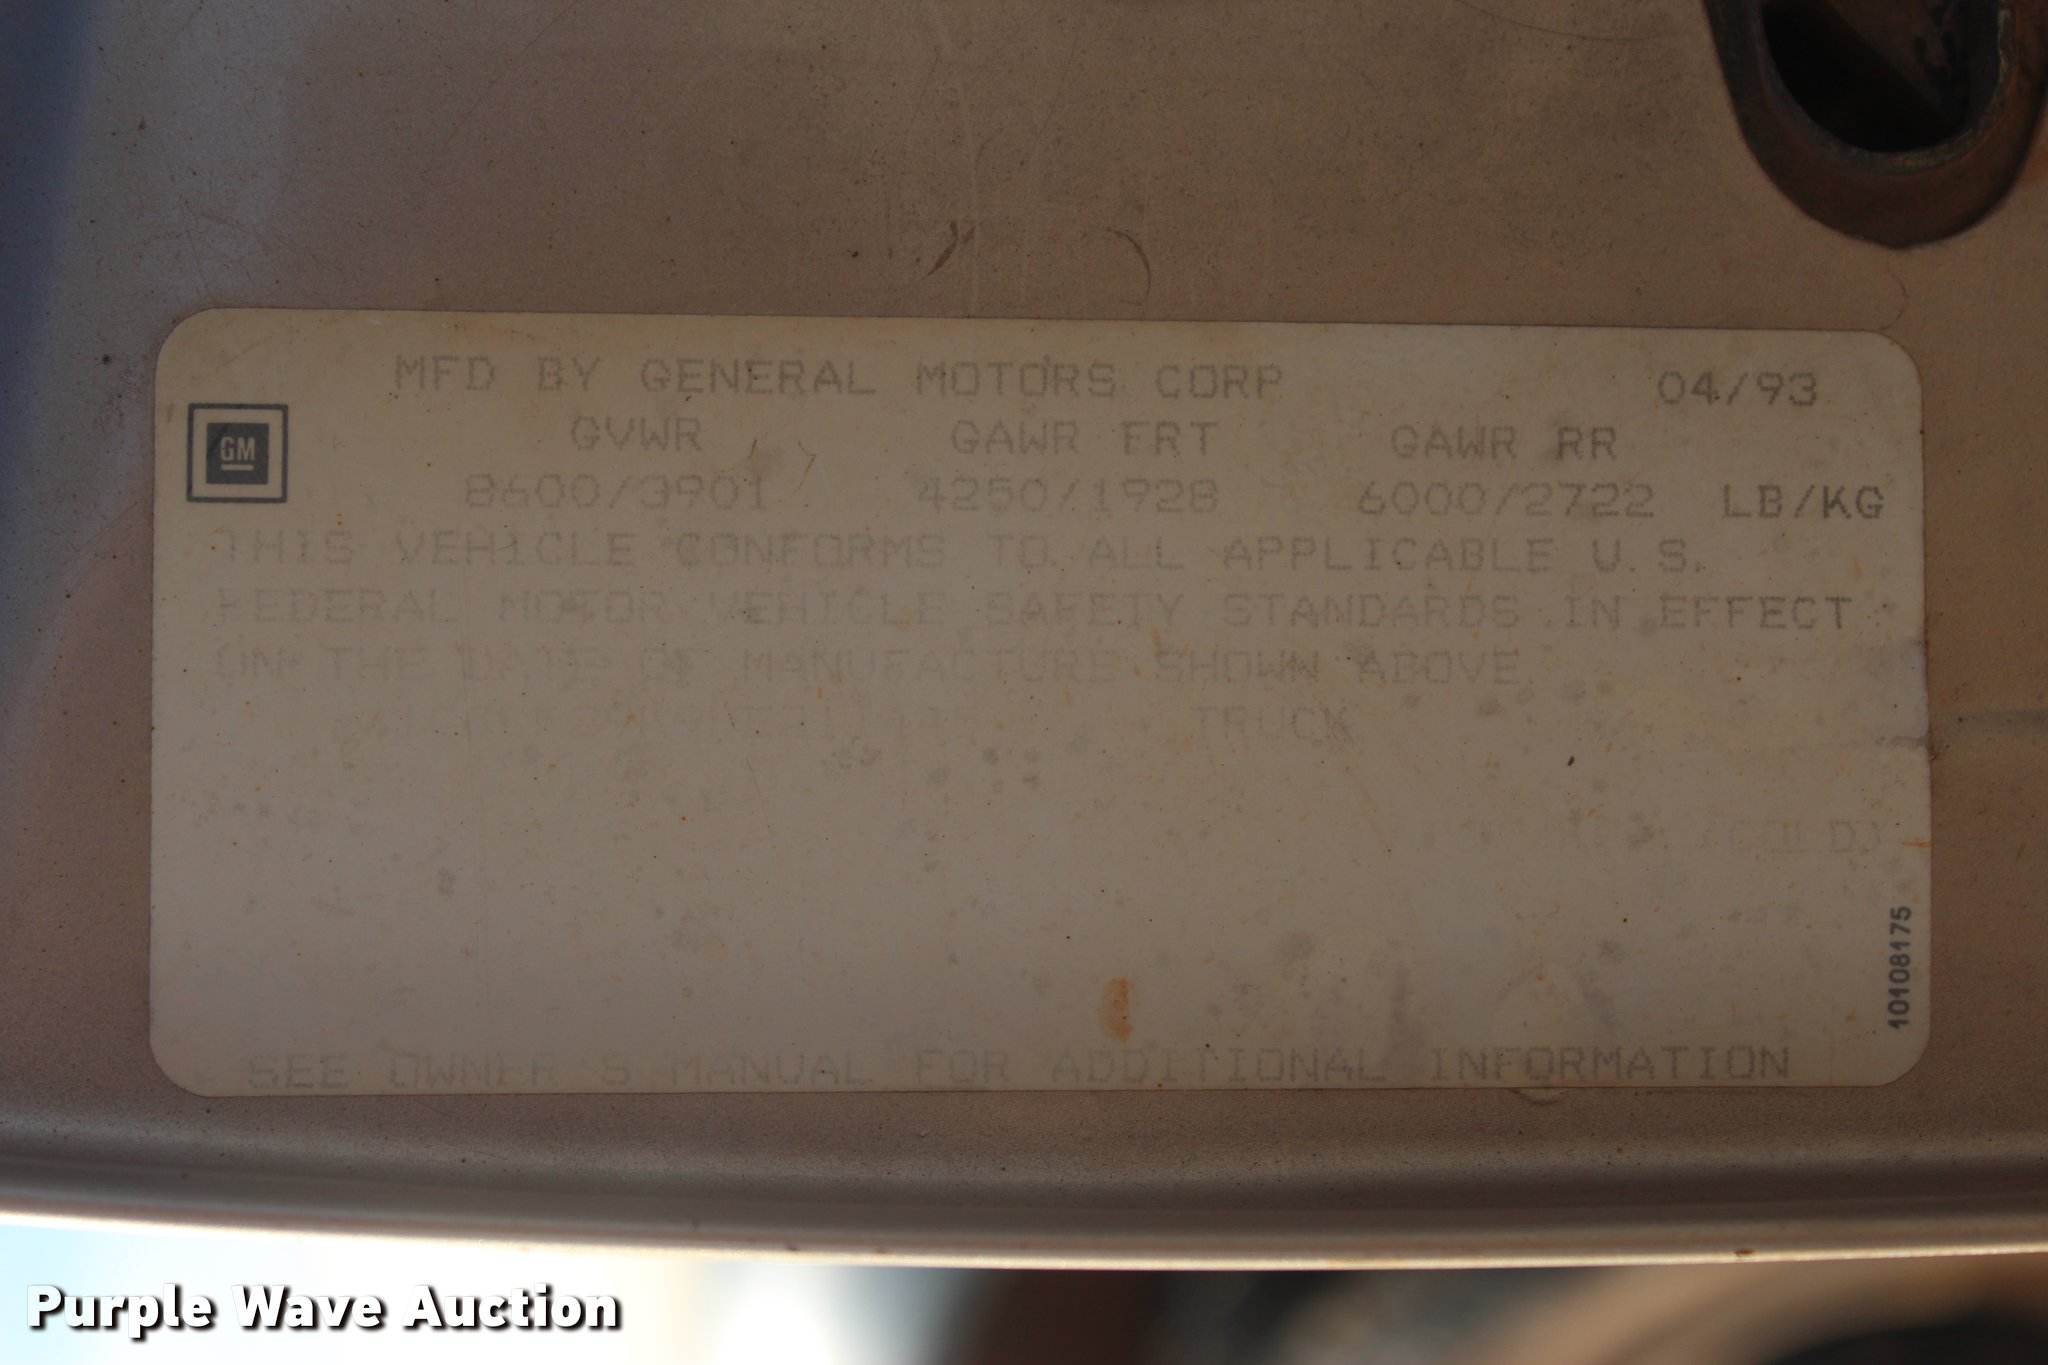 MFD BY GENERAL MOTORS CORP 04/93
GM
GVWR GAWR FRT GAWR RR
8600/3901 4250/1928 6000/2722 LB/KG
THIS VEHICLE CONFORMS TO ALL APPLICABLE U.S.
FEDERAL MOTOR VEHICLE SAFETY STANDARDS IN EFFECT
ON THE DATE OF MANUFACTURE SHOWN ABOVE
TRUCK
10108175
SEE OWNER S MANUAL FOR ADDITIONAL INFORMATION
Purple Wave Auction